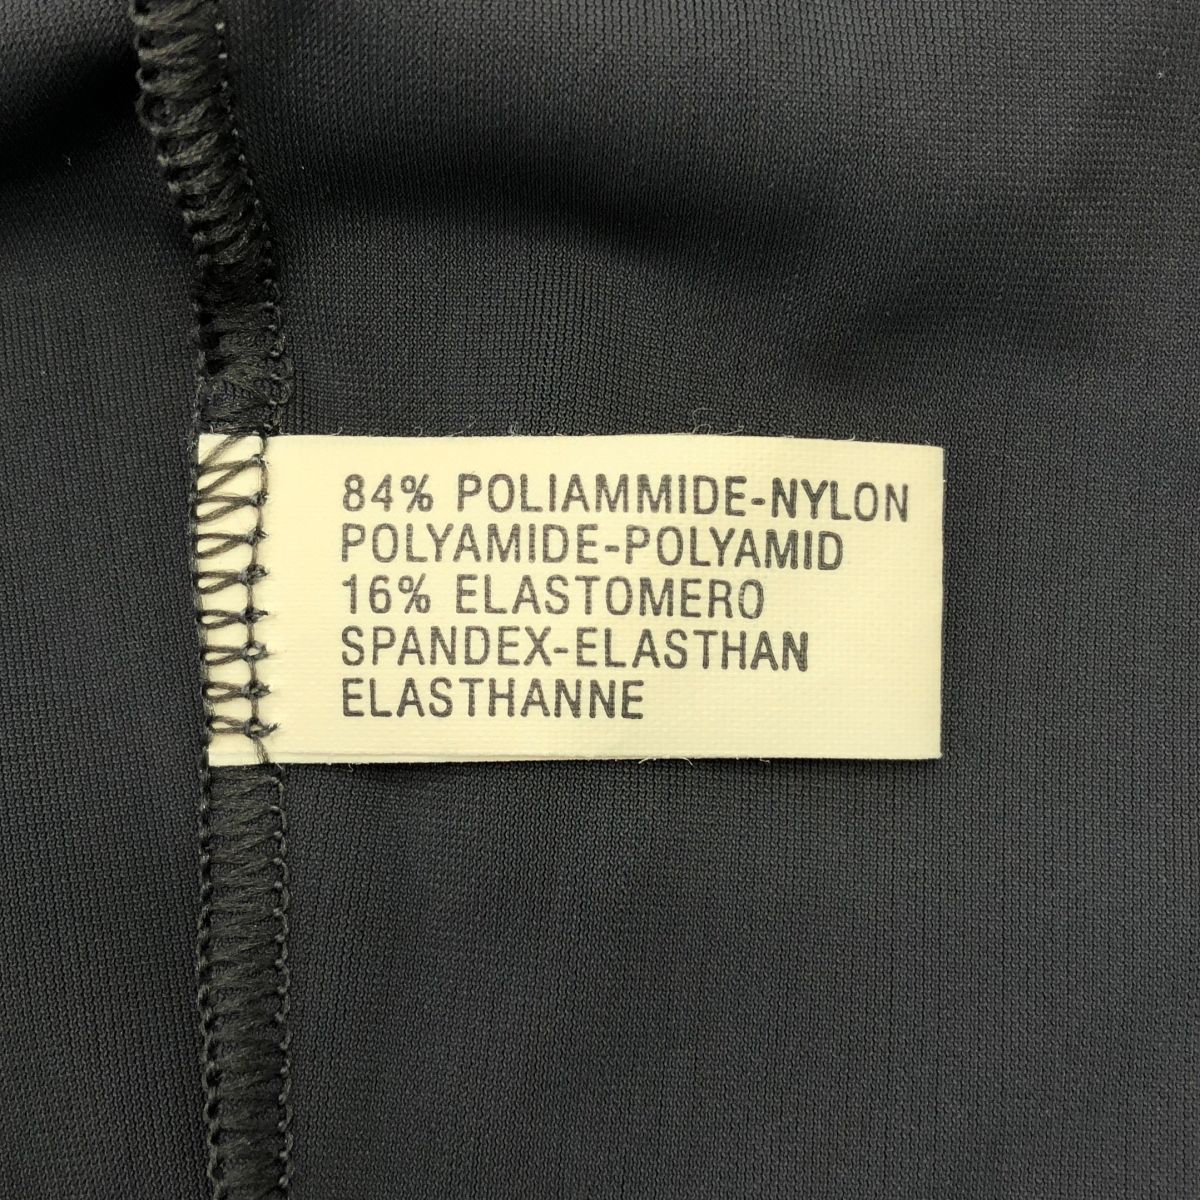 84% POLIAMMIDE-NYLON
POLYAMIDE-POLYAMID
16% ELASTOMERO
SPANDEX-ELASTHAN
ELASTHANNE